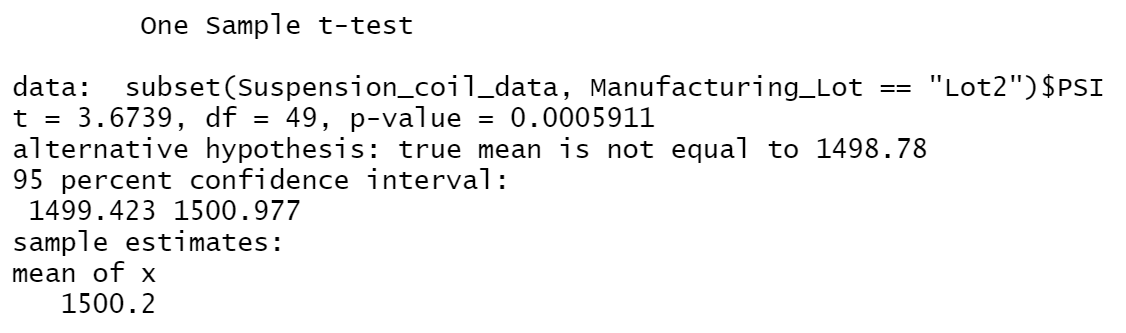 One Sample t-test
data:  subset(Suspension_coil_data, Manufacturing_Lot == "Lot2")$PSI
t = 3.6739, df = 49, p-value = 0.0005911
alternative hypothesis: true mean is not equal to 1498.78
95 percent confidence interval:
 1499.423 1500.977
sample estimates:
mean of x
   1500.2